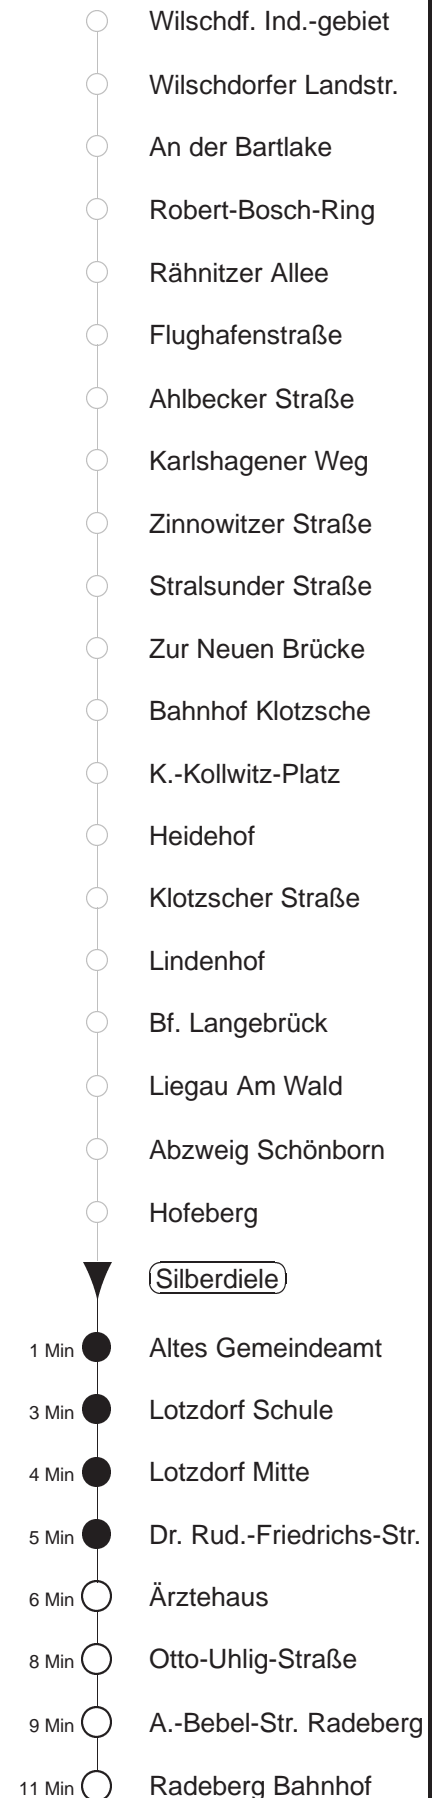 Wilschdf. Ind.-gebiet
Wilschdorfer Landstr.
An der Bartlake
Robert-Bosch-Ring
Rähnitzer Allee
Flughafenstraße
Ahlbecker Straße
Karlshagener Weg
Zinnowitzer Straße
Stralsunder Straße
Zur Neuen Brücke
Bahnhof Klotzsche
K.-Kollwitz-Platz
Heidehof
Klotzscher Straße
Lindenhof
Bf. Langebrück
Liegau Am Wald
Abzweig Schönborn
Hofeberg
Silberdiele
1 Min Altes Gemeindeamt
3 Min Lotzdorf Schule
4 Min Lotzdorf Mitte
5 Min Dr. Rud.-Friedrichs-Str.
6 Min Ärztehaus
8 Min Otto-Uhlig-Straße
9 Min A.-Bebel-Str. Radeberg
11 Min Radeberg Bahnhof